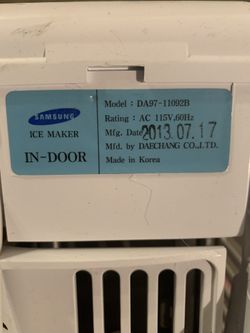 SAMSUNG
ICE MAKER
IN-DOOR
Model : DA97-11092B
Rating : AC 115V,60Hz
Mfg. Date 2013.07.17
Mfd. by DAECHANG CO.,LTD.
Made in Korea